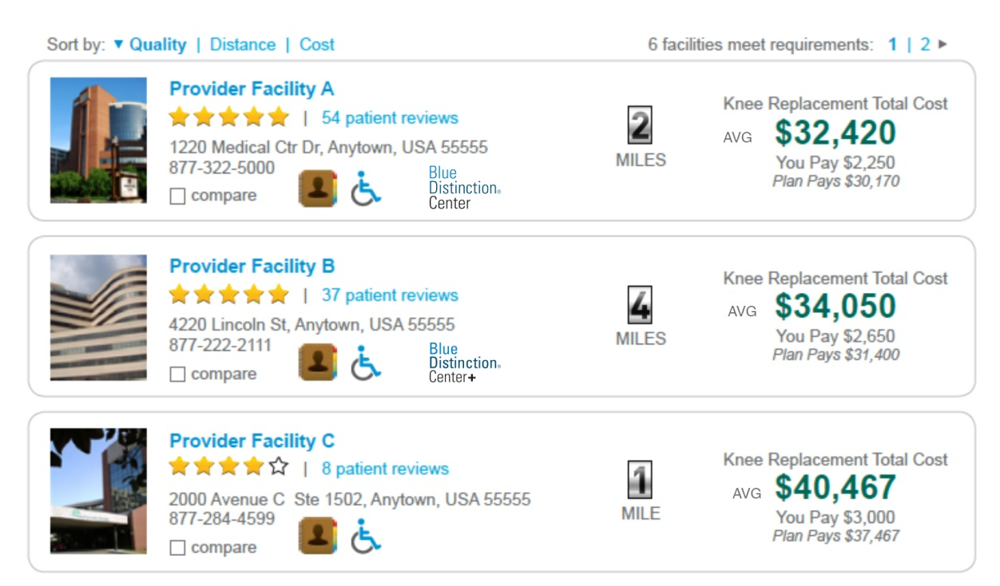 Sort by: ▼ Quality | Distance | Cost
6 facilities meet requirements: 1 | 2 ►
Provider Facility A
| 54 patient reviews
1220 Medical Ctr Dr, Anytown, USA 55555
877-322-5000
compare
Blue
Distinction®
Center
2
MILES
Knee Replacement Total Cost
AVG $32,420
You Pay $2,250
Plan Pays $30,170
Provider Facility B
| 37 patient reviews
4220 Lincoln St, Anytown, USA 55555
877-222-2111
compare
Blue
Distinction®
Center+
4
MILES
Knee Replacement Total Cost
AVG $34,050
You Pay $2,650
Plan Pays $31,400
Provider Facility C
| 8 patient reviews
2000 Avenue C Ste 1502, Anytown, USA 55555
877-284-4599
compare
1
MILE
Knee Replacement Total Cost
AVG $40,467
You Pay $3,000
Plan Pays $37,467